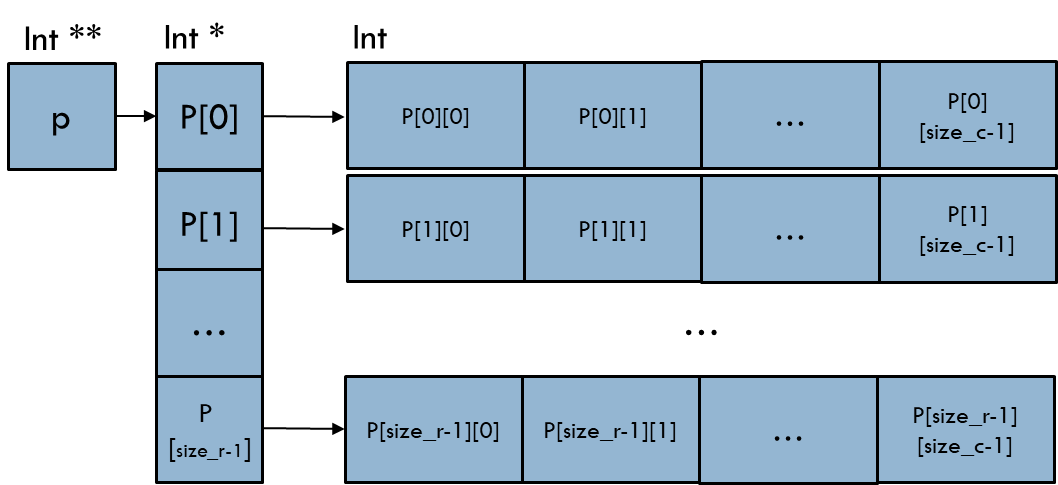 Int **
Int *
Int
p
P[0]
P[0][0]
P[0][1]
...
P[0]
[size_c-1]
P[1]
P[1][0]
P[1][1]
...
P[1]
[size_c-1]
...
...
P
[size_r-1]
P[size_r-1][0]
P[size_r-1][1]
...
P[size_r-1]
[size_c-1]